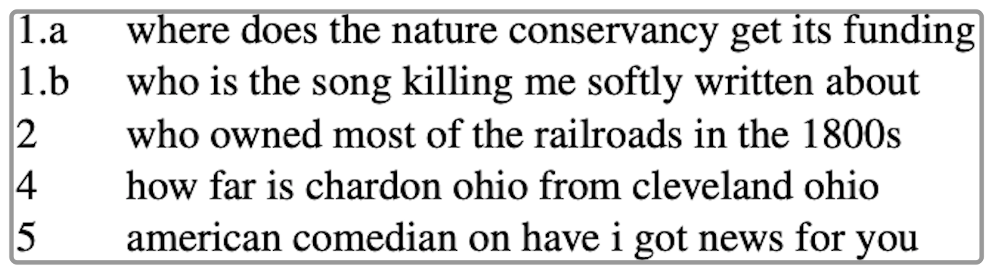 1.a where does the nature conservancy get its funding
1.b who is the song killing me softly written about
2 who owned most of the railroads in the 1800s
4 how far is chardon ohio from cleveland ohio
5 american comedian on have i got news for you